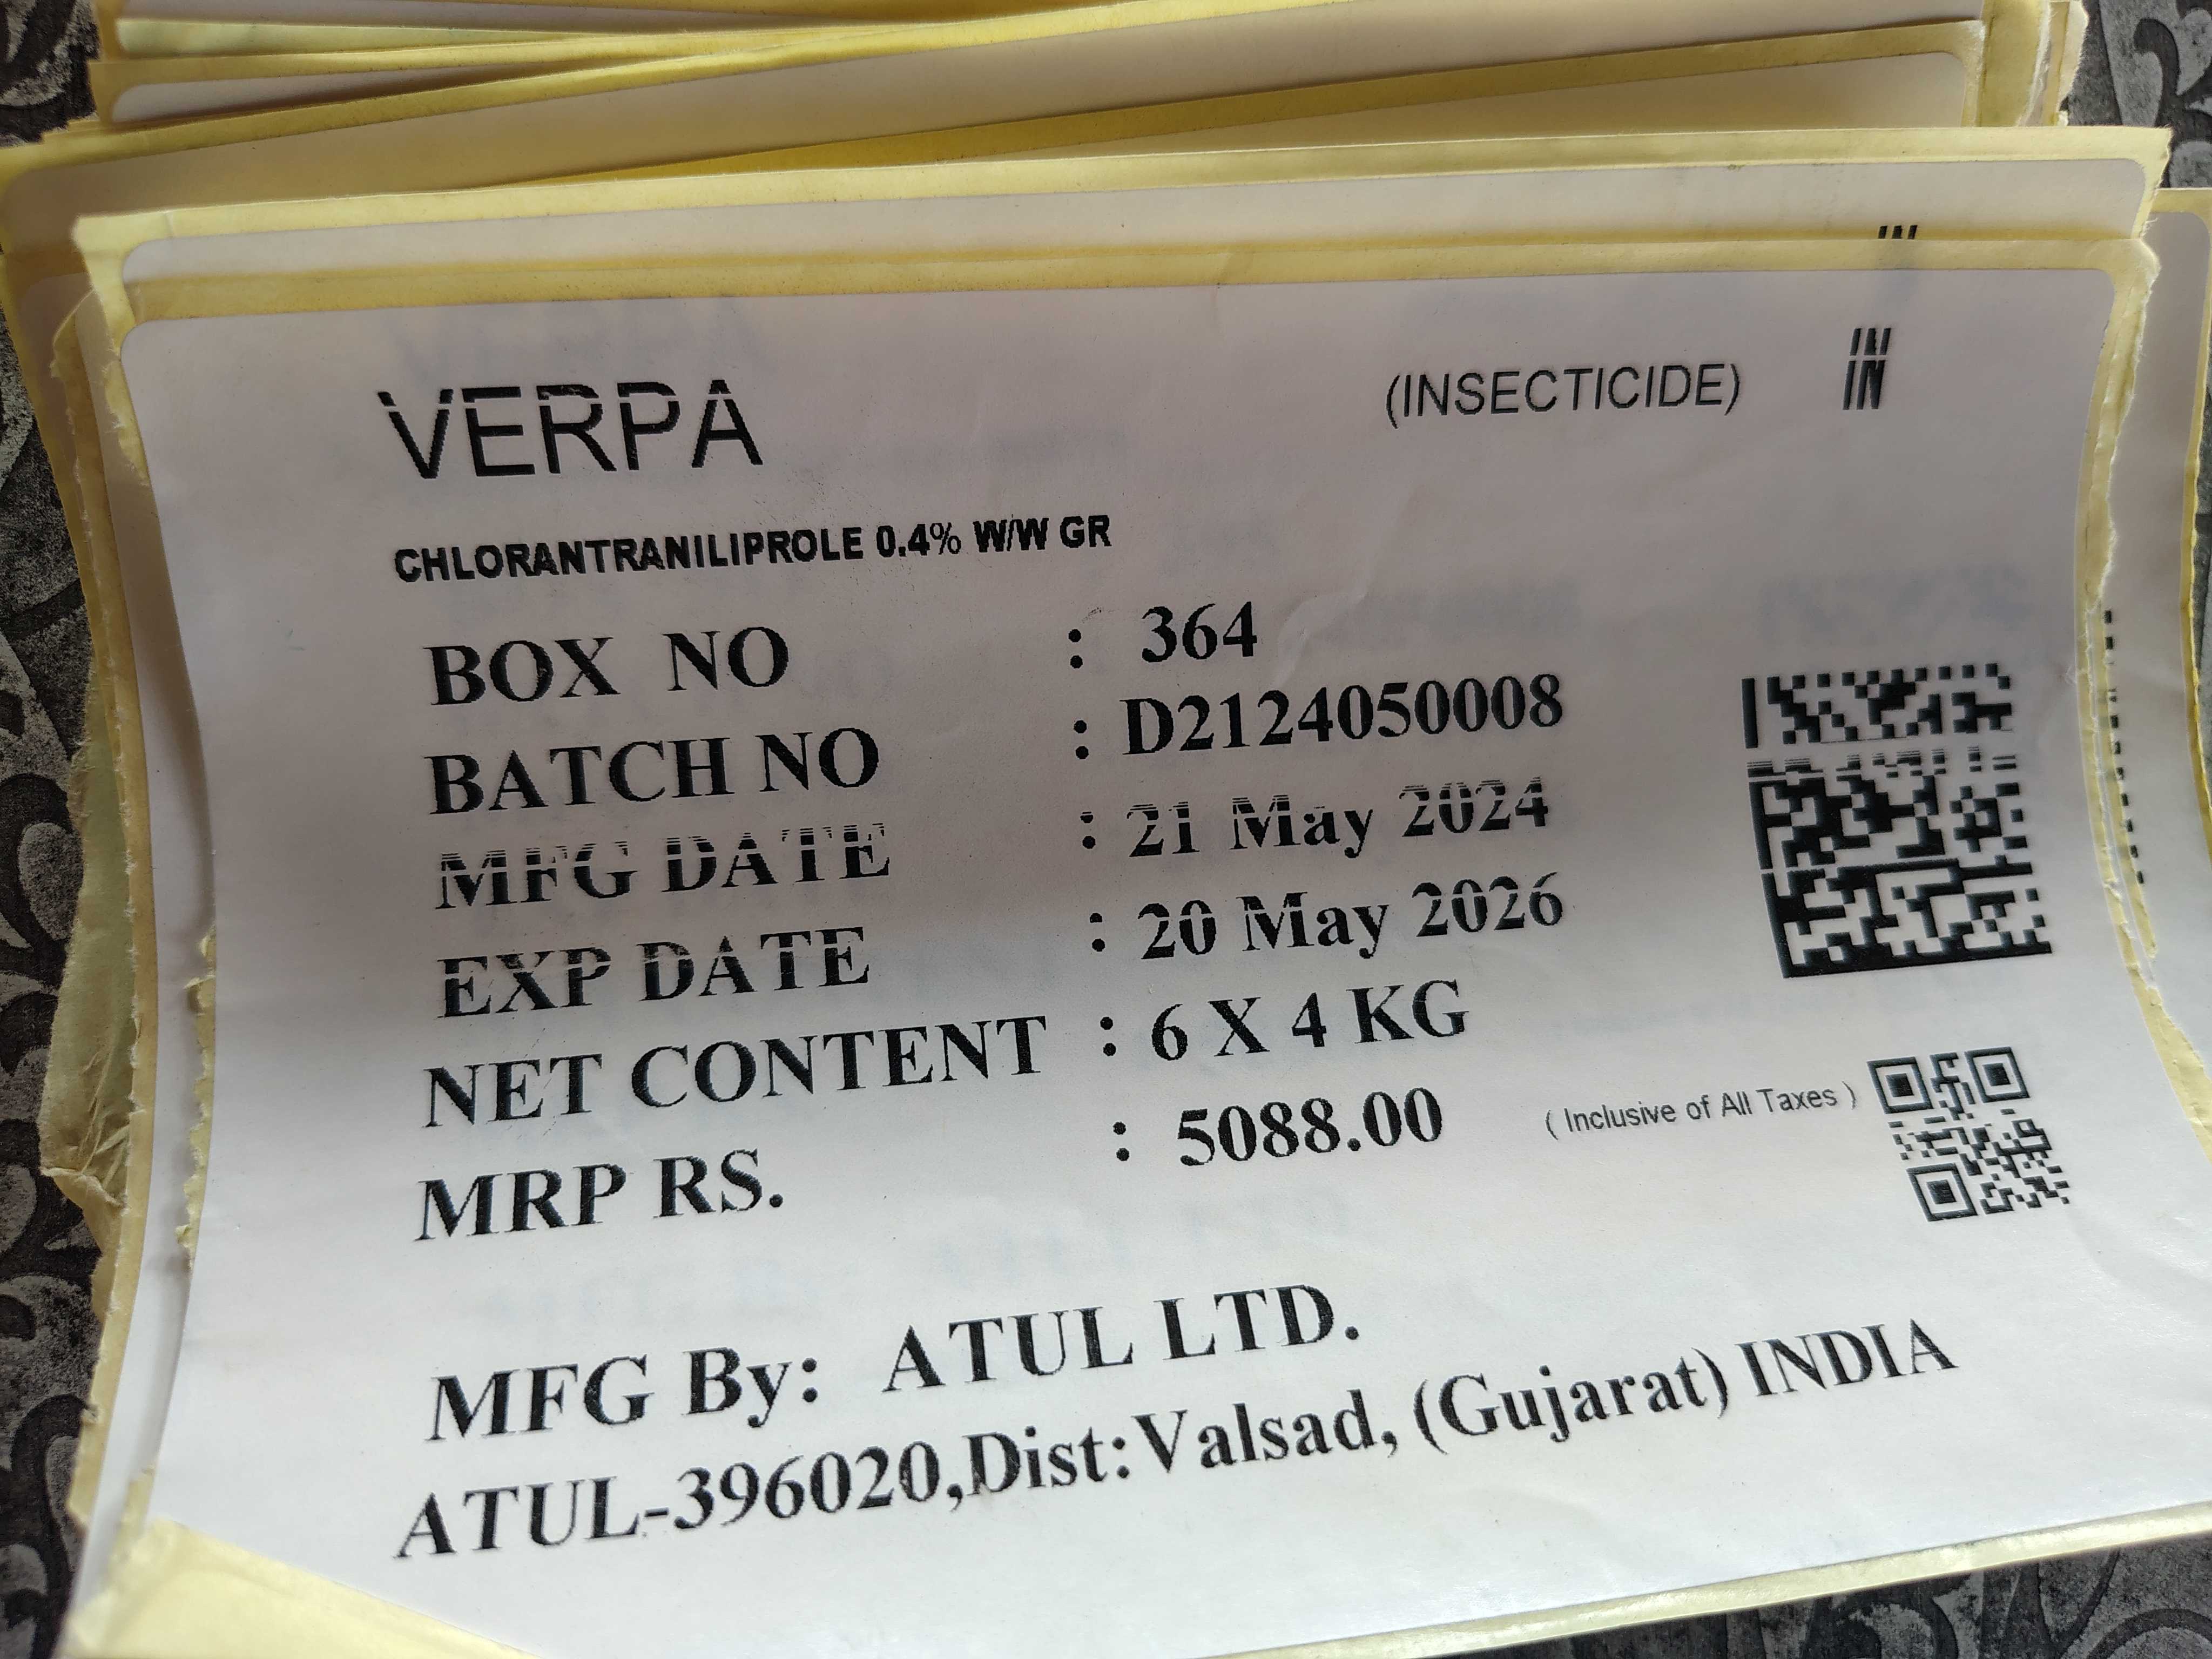 VERPA (INSECTICIDE) IN
IN
CHLORANTRANILIPROLE 0.4% W/W GR
BOX NO : 364
BATCH NO : D2124050008
MFG DATE : 21 May 2024
EXP DATE : 20 May 2026
NET CONTENT : 6 X 4 KG
MRP RS. : 5088.00 ( Inclusive of All Taxes )
MFG By: ATUL LTD.
ATUL-396020,Dist:Valsad, (Gujarat) INDIA